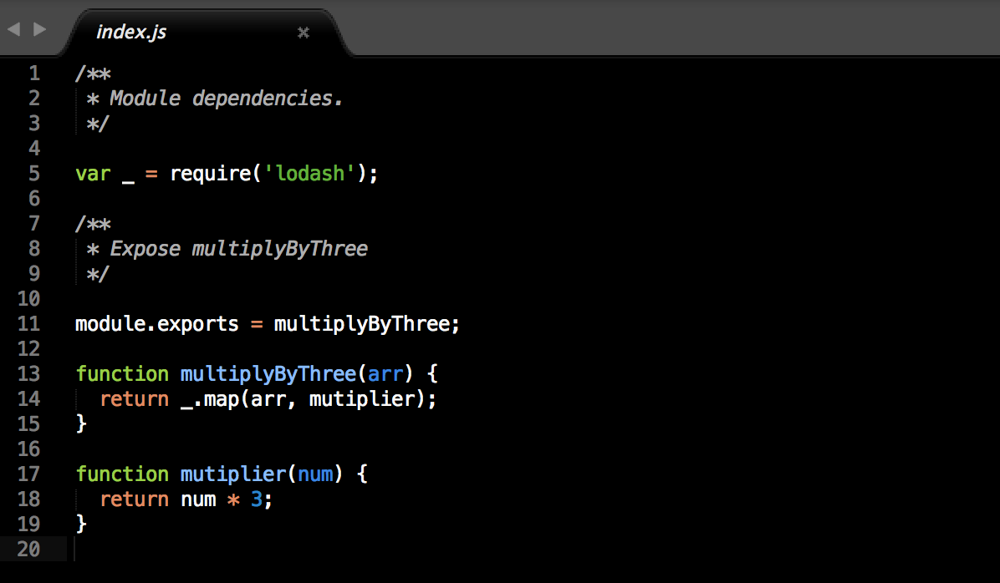 index.js ×
1 /**
2  * Module dependencies.
3  */
4
5 var _ = require('lodash');
6
7 /**
8  * Expose multiplyByThree
9  */
10
11 module.exports = multiplyByThree;
12
13 function multiplyByThree(arr) {
14   return _.map(arr, mutiplier);
15 }
16
17 function mutiplier(num) {
18   return num * 3;
19 }
20